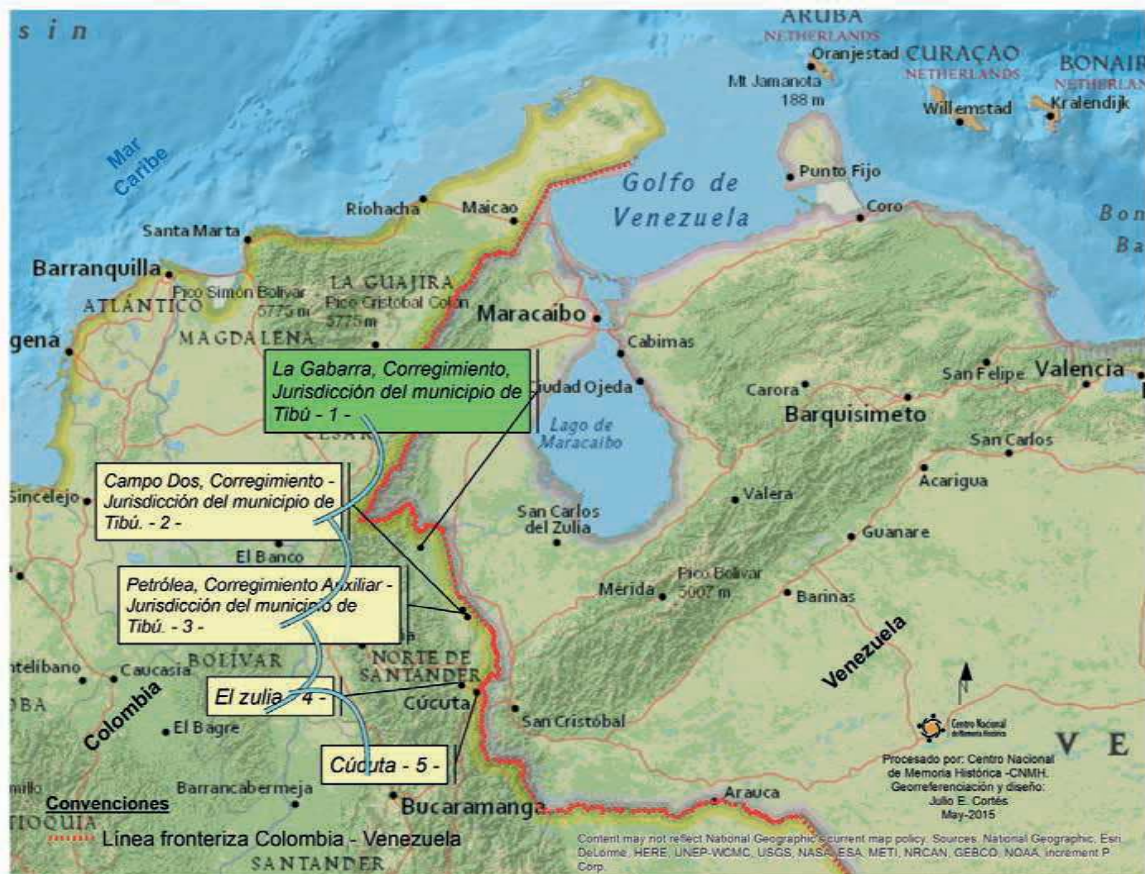 s i n
ARUBA
NETHERLANDS
Oranjestad
CURAÇAO
NETHERLANDS
BONAIR
NETHERLAN
Mt Jamanota
188 m
Willemstad
Kralendijk
Mar
Caribe
Golfo de
Venezuela
Punto Fijo
Coro
Riohacha
Maicao
Santa Marta
Barranquilla
ATLÁNTICO
Pico Simón Bolívar
5775 m
LA GUAJIRA
Pico Cristóbal Colón
5775 m
MAGDALENA
Maracaibo
gena
Cabimas
Bon
Ba
La Gabarra, Corregimiento,
Jurisdicción del municipio de
Tibú - 1 -
Ciudad Ojeda
Lago de
Maracaibo
Carora
San Felipe
Valencia
Barquisimeto
CESAR
San Carlos
Acarigua
Campo Dos, Corregimiento -
Jurisdicción del municipio de
Tibú. - 2 -
Sincelejo
San Carlos
del Zulia
Valera
Guanare
El Banco
Petrólea, Corregimiento Auxiliar -
Jurisdicción del municipio de
Tibú. - 3 -
Mérida
Pico Bolívar
5007 m
Barinas
Venezuela
BOLÍVAR
NORTE DE
SANTANDER
ntelibano
Caucasia
OBA
Colombia
El zulia - 4 -
Cúcuta
San Cristóbal
El Bagre
N
Centro Nacional
de Memoria Histórica
V E
Cúcuta - 5 -
Procesado por: Centro Nacional
de Memoria Histórica -CNMH.
Georreferenciación y diseño:
Julio E. Cortés
May-2015
Barrancabermeja
Bucaramanga
Arauca
Convenciones
TIOQUIA
Línea fronteriza Colombia - Venezuela
SANTANDER
Content may not reflect National Geographic's current map policy. Sources: National Geographic, Esri,
DeLorme, HERE, UNEP-WCMC, USGS, NASA, ESA, METI, NRCAN, GEBCO, NOAA, increment P
Corp.